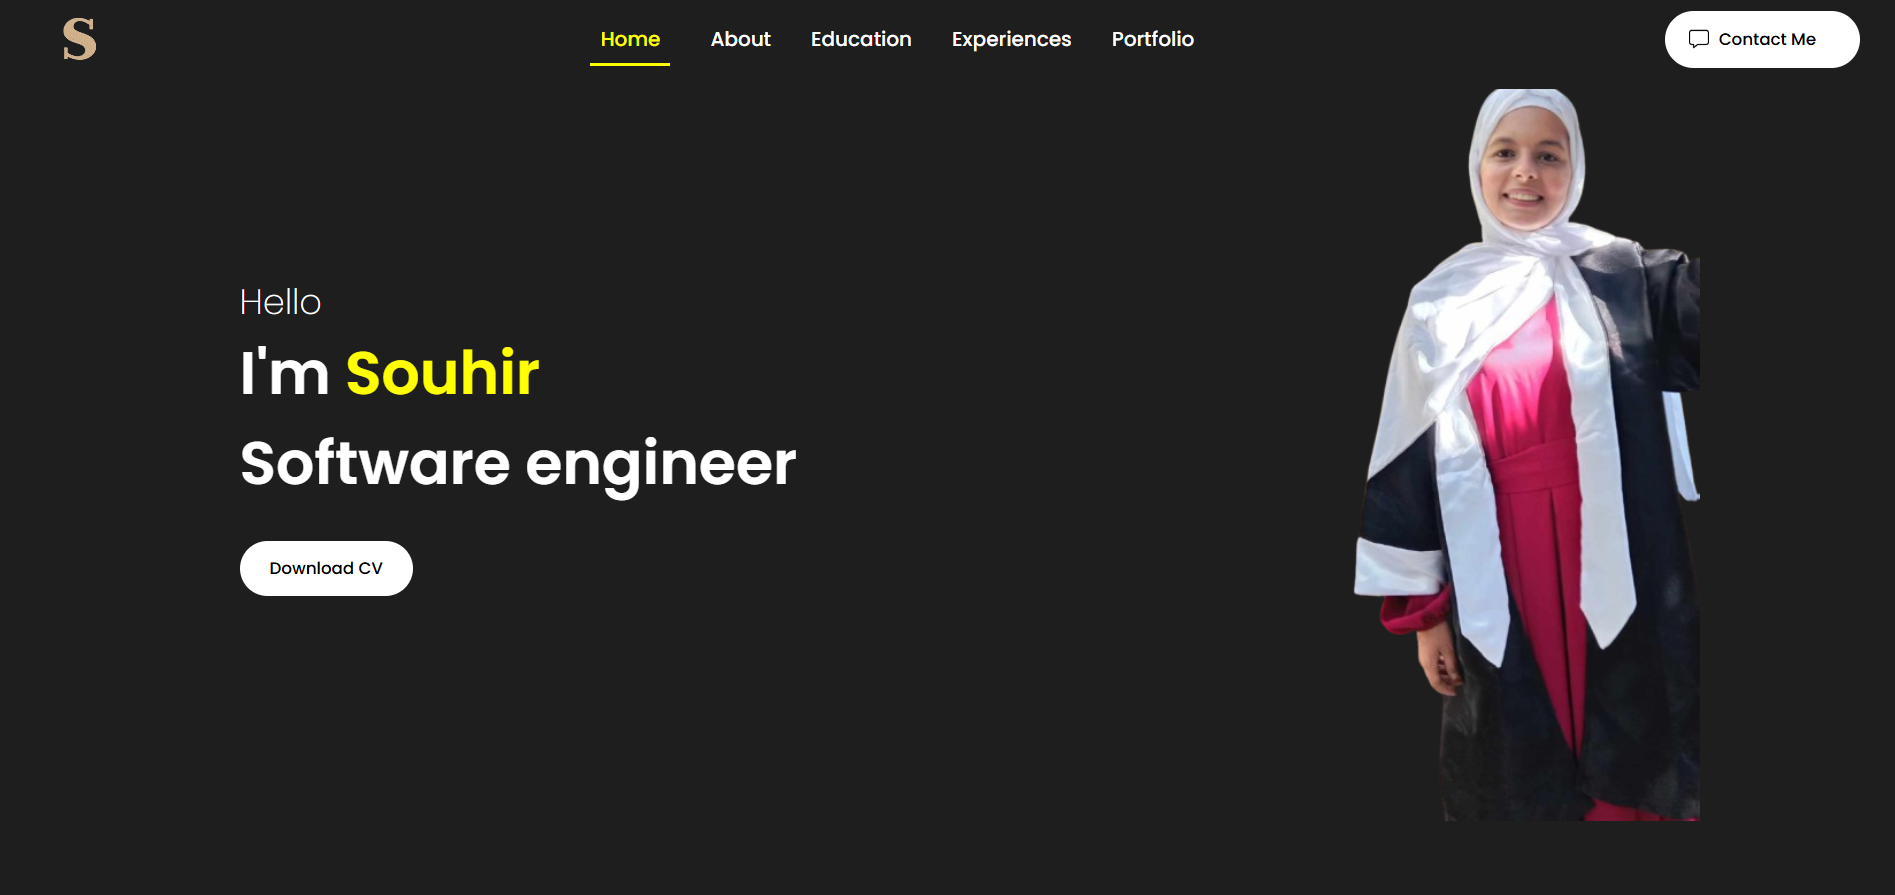 S
Home About Education Experiences Portfolio
Contact Me
Hello
I'm Souhir
Software engineer
Download CV